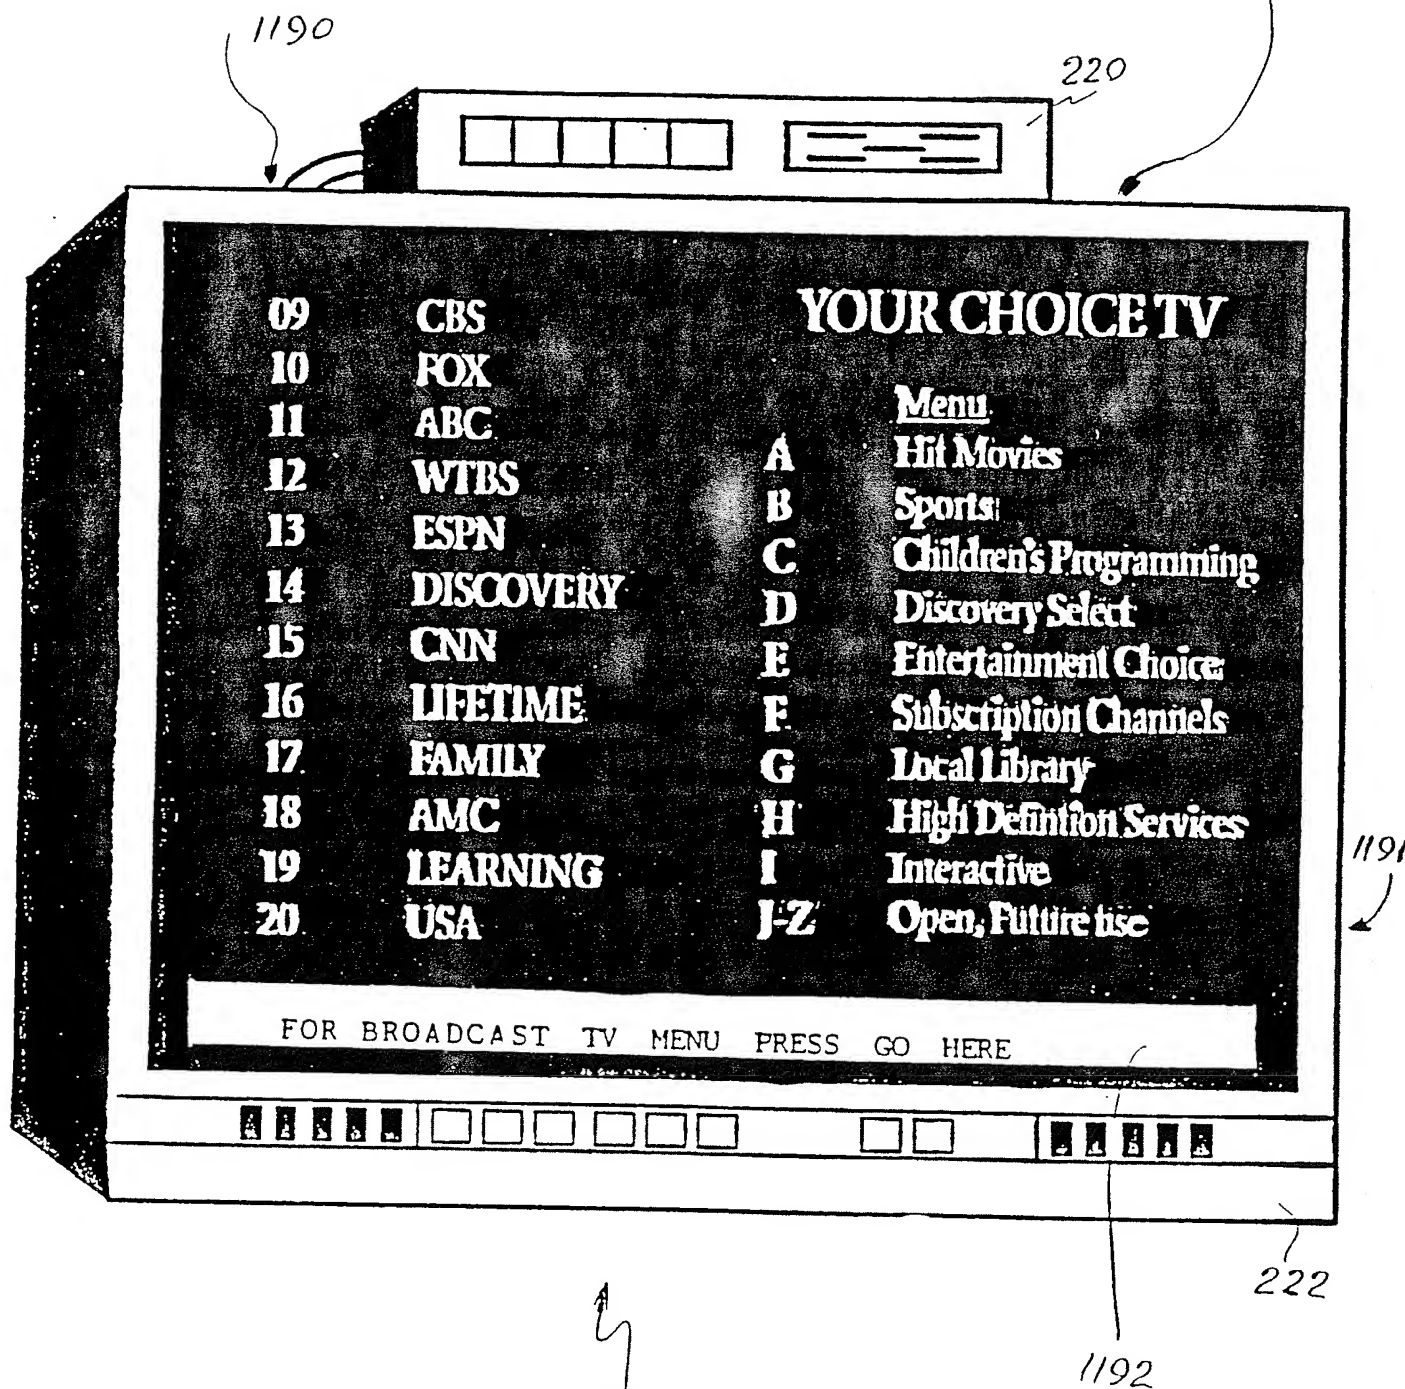 1190
220
09 CBS
10 FOX
11 ABC
12 WTBS
13 ESPN
14 DISCOVERY
15 CNN
16 LIFETIME
17 FAMILY
18 AMC
19 LEARNING
20 USA
YOUR CHOICE TV
Menu
A Hit Movies
B Sports
C Children's Programming
D Discovery Select
E Entertainment Choice
F Subscription Channels
G Local Library
H High Defintion Services
I Interactive
J-Z Open, Future use
1191
FOR BROADCAST TV MENU PRESS GO HERE
222
1192